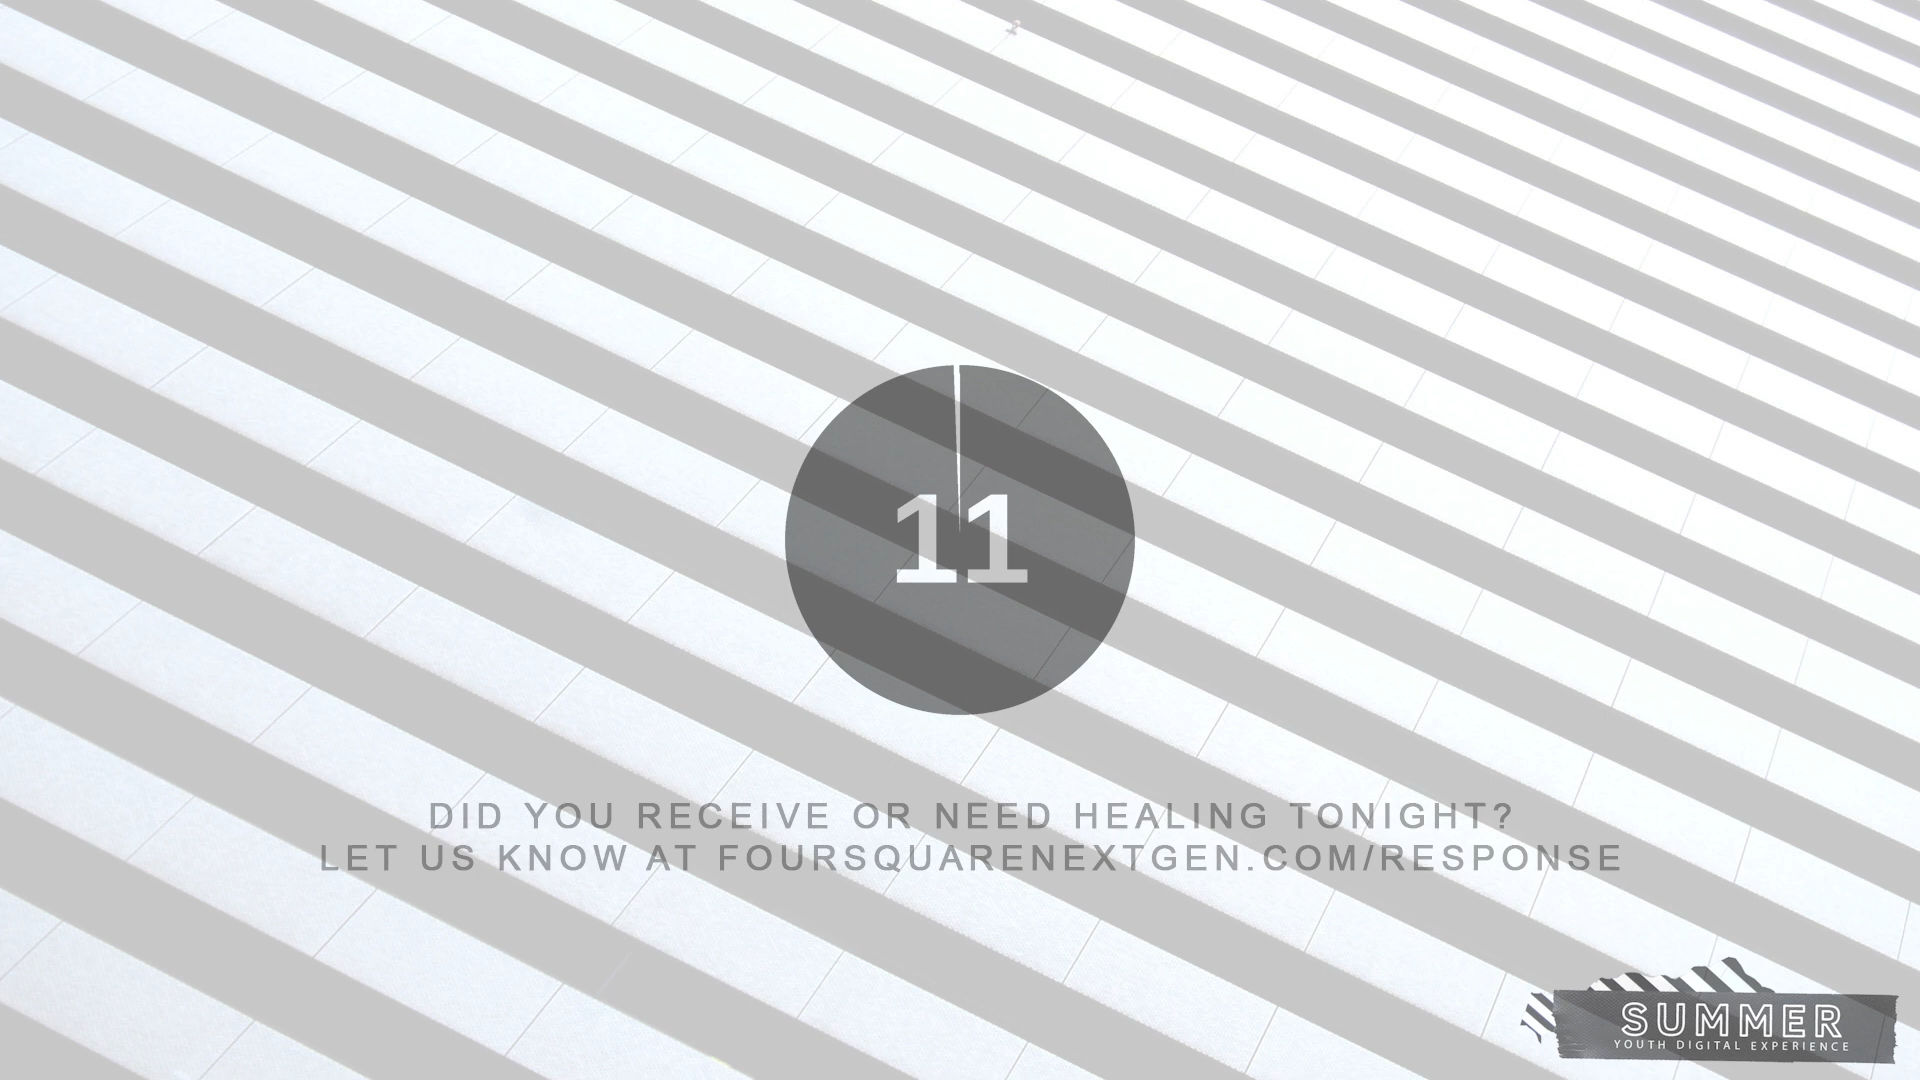 11
DID YOU RECEIVE OR NEED HEALING TONIGHT?
LET US KNOW AT FOURSQUARENEXTGEN.COM/RESPONSE
SUMMER
YOUTH DIGITAL EXPERIENCE